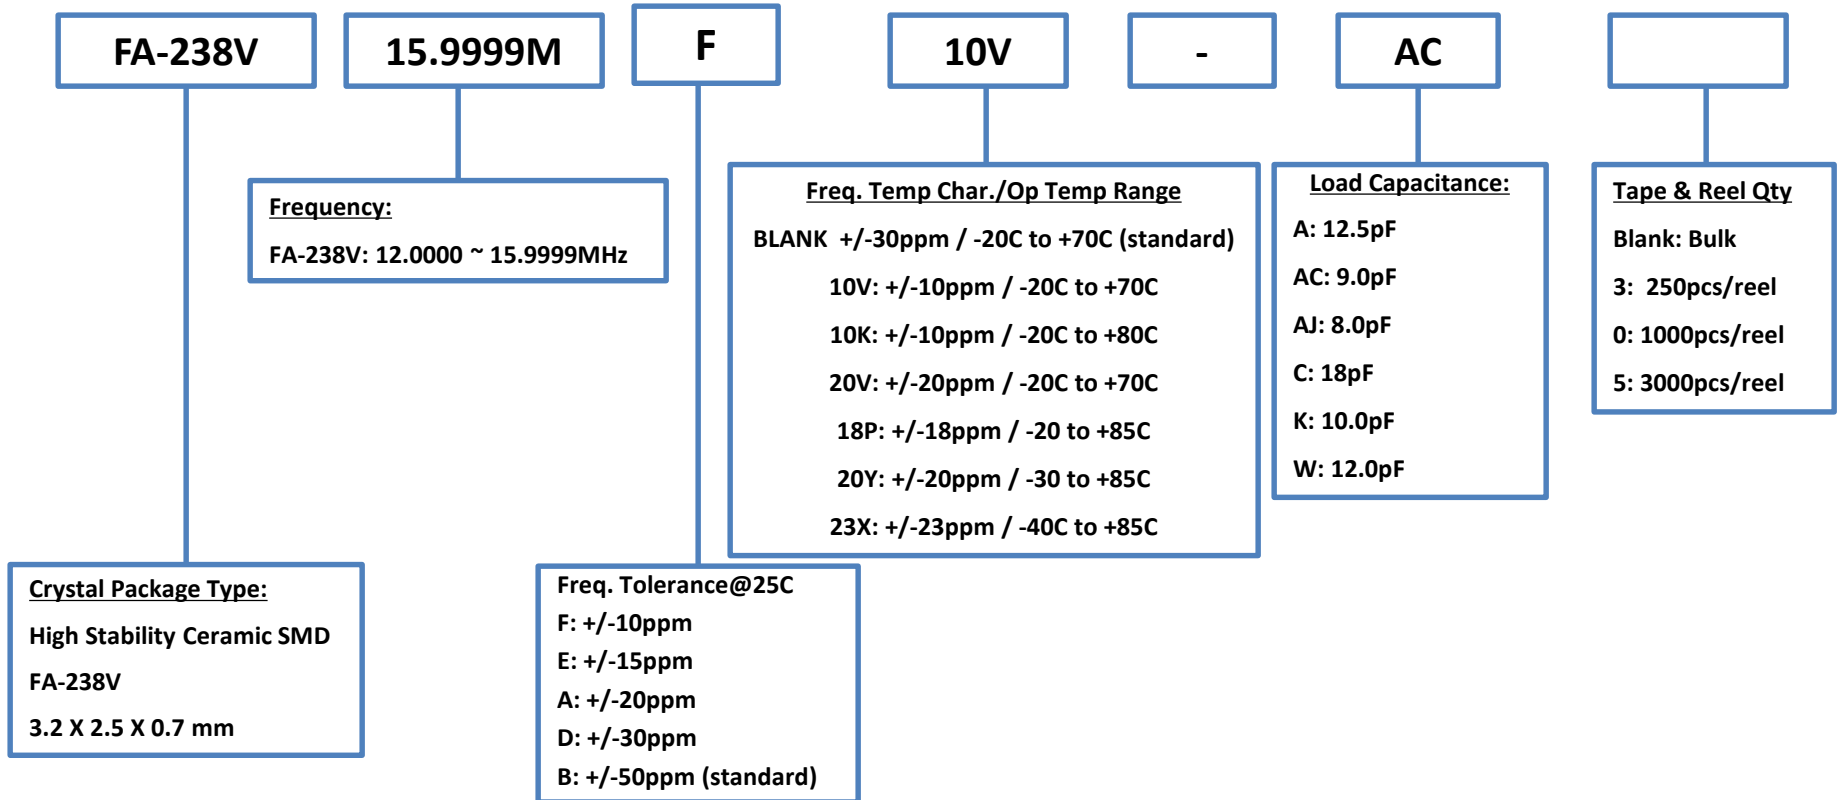 FA-238V
15.9999M
F
10V
-
AC
Frequency:
FA-238V: 12.0000 ~ 15.9999MHz
Freq. Temp Char./Op Temp Range
BLANK  +/-30ppm / -20C to +70C (standard)
10V: +/-10ppm / -20C to +70C
10K: +/-10ppm / -20C to +80C
20V: +/-20ppm / -20C to +70C
18P: +/-18ppm / -20 to +85C
20Y: +/-20ppm / -30 to +85C
23X: +/-23ppm / -40C to +85C
Load Capacitance:
A: 12.5pF
AC: 9.0pF
AJ: 8.0pF
C: 18pF
K: 10.0pF
W: 12.0pF
Tape & Reel Qty
Blank: Bulk
3:  250pcs/reel
0: 1000pcs/reel
5: 3000pcs/reel
Crystal Package Type:
High Stability Ceramic SMD
FA-238V
3.2 X 2.5 X 0.7 mm
Freq. Tolerance@25C
F: +/-10ppm
E: +/-15ppm
A: +/-20ppm
D: +/-30ppm
B: +/-50ppm (standard)